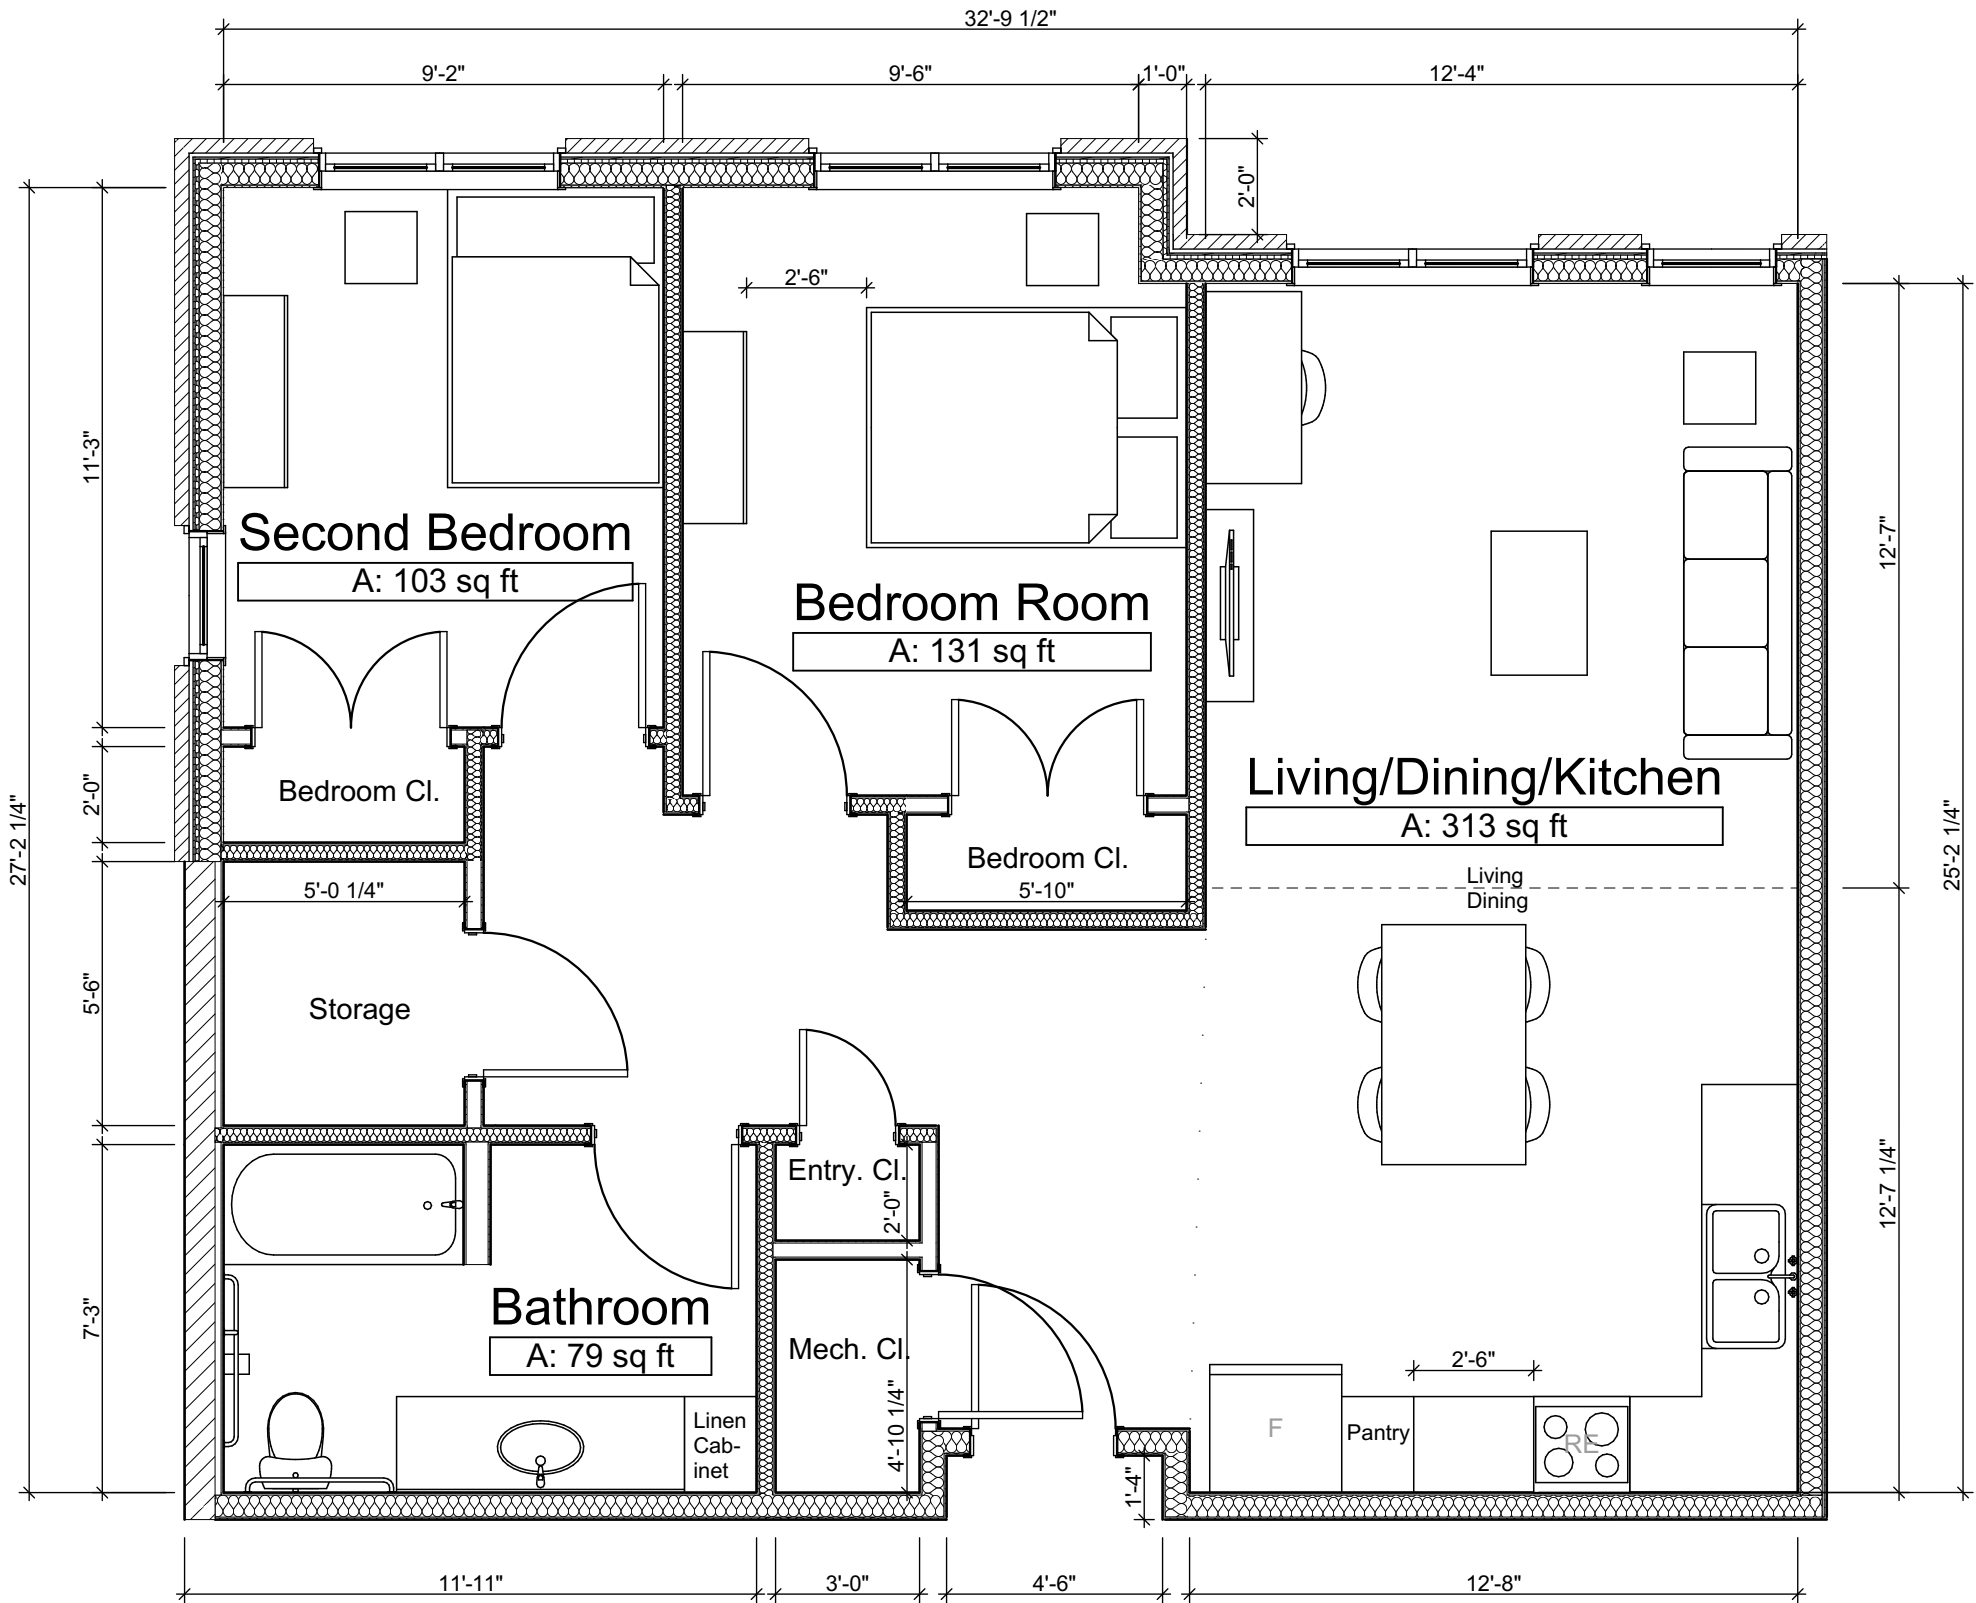 32'-9 1/2"
9'-2"
9'-6"
1'-0"
12'-4"
2'-0"
2'-6"
11'-3"
Second Bedroom
A: 103 sq ft
12'-7"
Bedroom Room
A: 131 sq ft
Living/Dining/Kitchen
A: 313 sq ft
2'-0"
Bedroom Cl.
27'-2 1/4"
25'-2 1/4"
Bedroom Cl.
5'-10"
Living
Dining
5'-0 1/4"
5'-6"
Storage
Entry. Cl.
2'-0"
12'-7 1/4"
7'-3"
Bathroom
A: 79 sq ft
Mech. Cl.
4'-10 1/4"
2'-6"
Linen
Cab-
inet
F
Pantry
RE
1'-4"
11'-11"
3'-0"
4'-6"
12'-8"